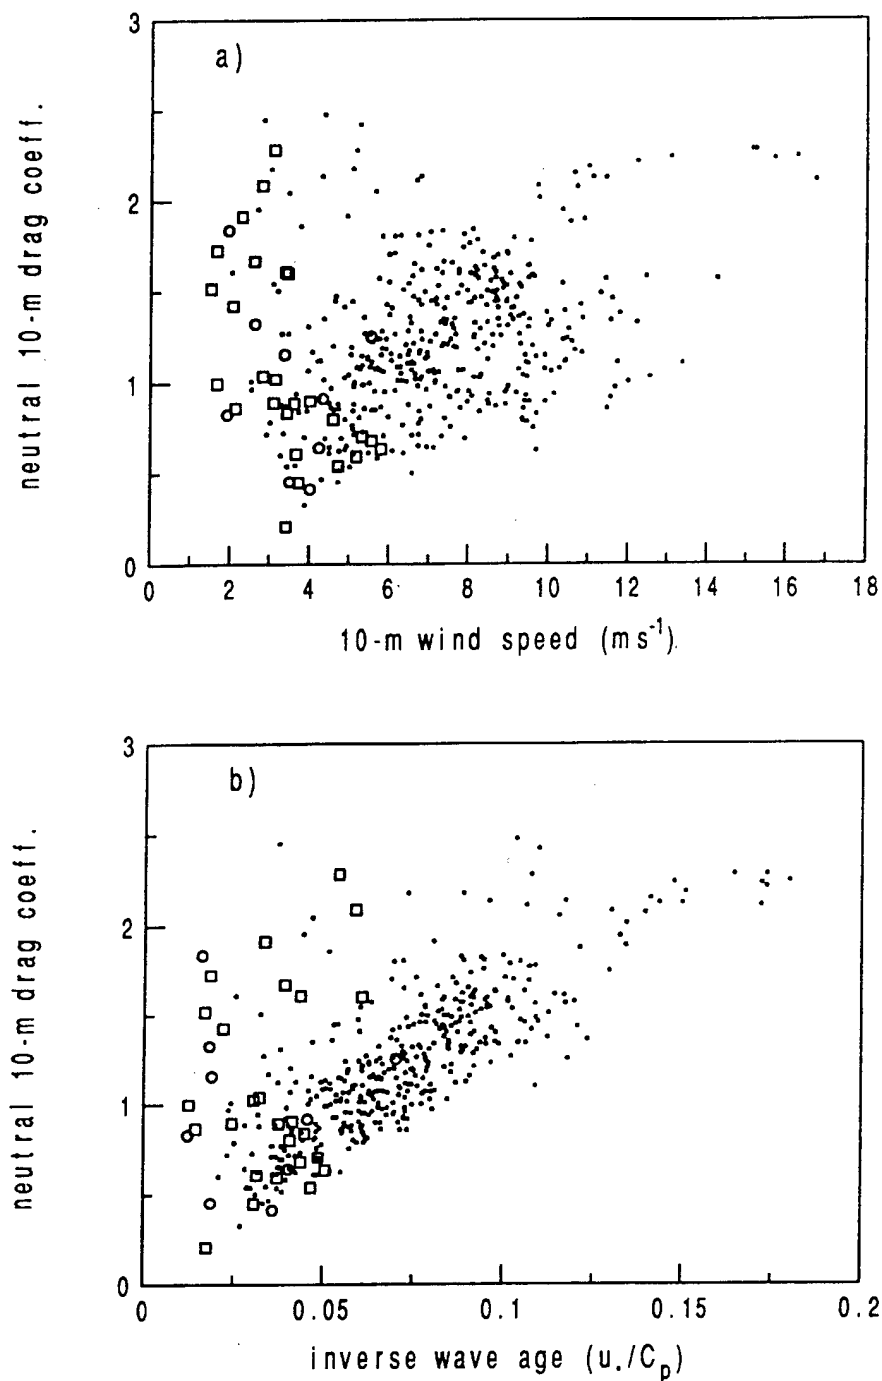 a)
3
2
1
0
neutral 10-m drag coeff.
0 2 4 6 8 10 12 14 16 18
10-m wind speed (ms⁻¹)
b)
3
2
1
0
neutral 10-m drag coeff.
0 0.05 0.1 0.15 0.2
inverse wave age (u*/Cp)